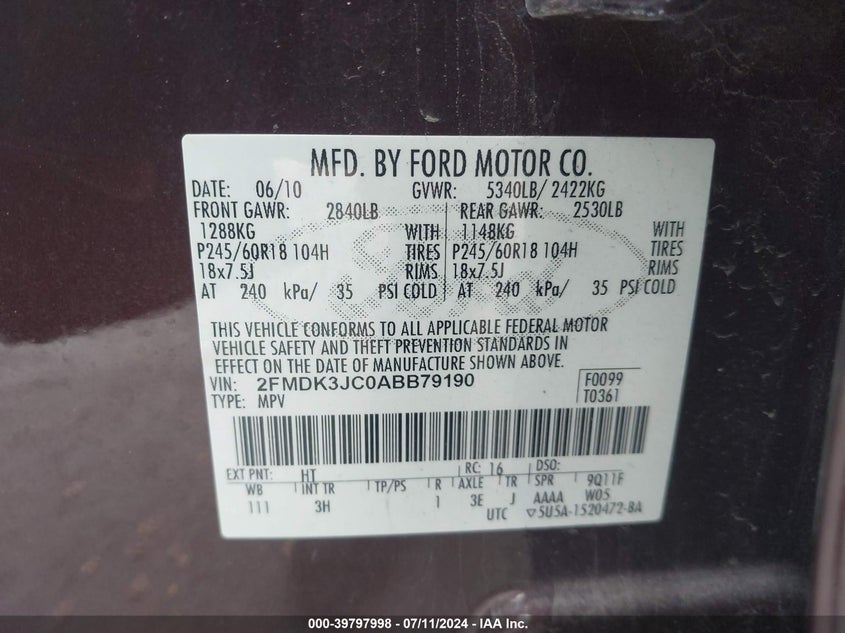 MFD. BY FORD MOTOR CO.
DATE: 06/10 GVWR: 5340LB/ 2422KG
FRONT GAWR: 2840LB REAR GAWR: 2530LB
1288KG WITH 1148KG WITH
P245/60R18 104H TIRES P245/60R18 104H TIRES
18x7.5J RIMS 18x7.5J RIMS
AT 240 kPa/ 35 PSI COLD AT 240 kPa/ 35 PSI COLD
THIS VEHICLE CONFORMS TO ALL APPLICABLE FEDERAL MOTOR
VEHICLE SAFETY AND THEFT PREVENTION STANDARDS IN
EFFECT ON THE DATE OF MANUFACTURE SHOWN ABOVE.
VIN: 2FMDK3JC0ABB79190 F0099
TYPE: MPV T0361
EXT PNT: HT RC: 16 DSO:
WB INT TR TP/PS R AXLE TR SPR 9Q11F
111 3H 1 3E J AAAA W05
UTC ▽5U5A-1520472-BA
000-39797998 - 07/11/2024 - IAA Inc.